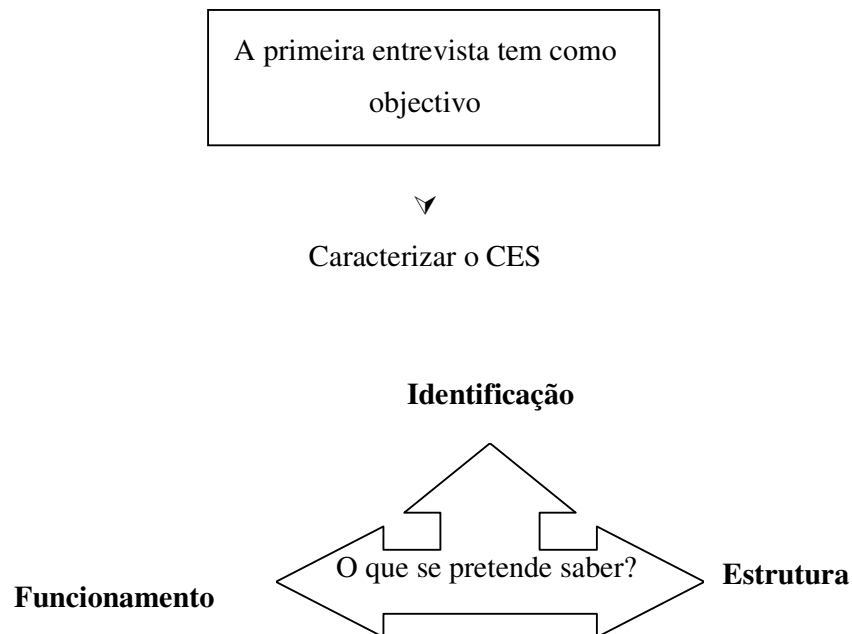 A primeira entrevista tem como
objectivo
Caracterizar o CES
Identificação
O que se pretende saber?
Estrutura
Funcionamento